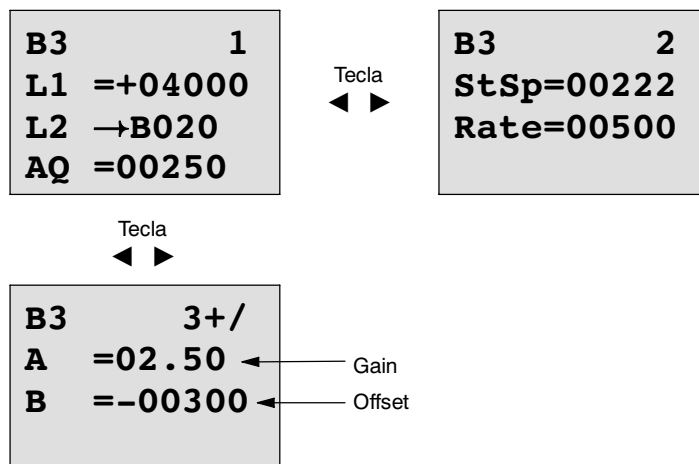 B3 1
L1 =+04000
L2 →B020
AQ =00250
Tecla
◀ ▶
B3 2
StSp=00222
Rate=00500
Tecla
◀ ▶
B3 3+/
A =02.50
B =-00300
Gain
Offset